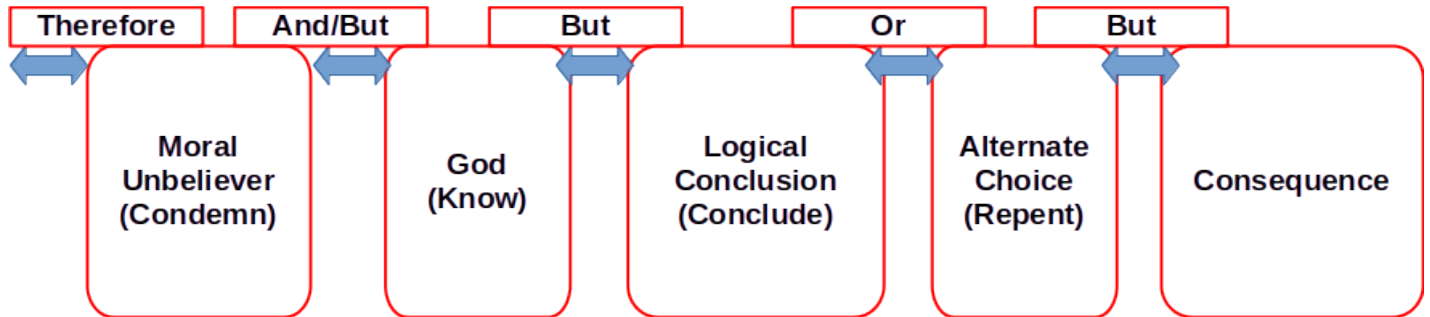 Therefore
And/But
But
Or
But
Moral
Unbeliever
(Condemn)
God
(Know)
Logical
Conclusion
(Conclude)
Alternate
Choice
(Repent)
Consequence